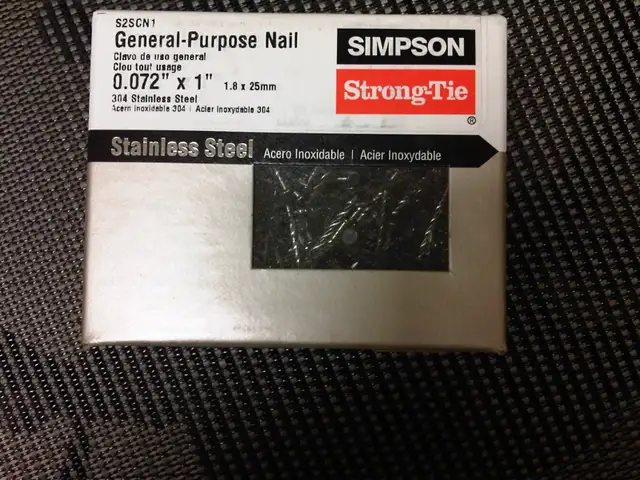 S2SCN1
General-Purpose Nail
Clavo de uso general
Clou tout usage
0.072" x 1" 1.8 x 25mm
304 Stainless Steel
Acero Inoxidable 304 | Acier Inoxydable 304
SIMPSON
Strong-Tie
®
Stainless Steel Acero Inoxidable | Acier Inoxydable